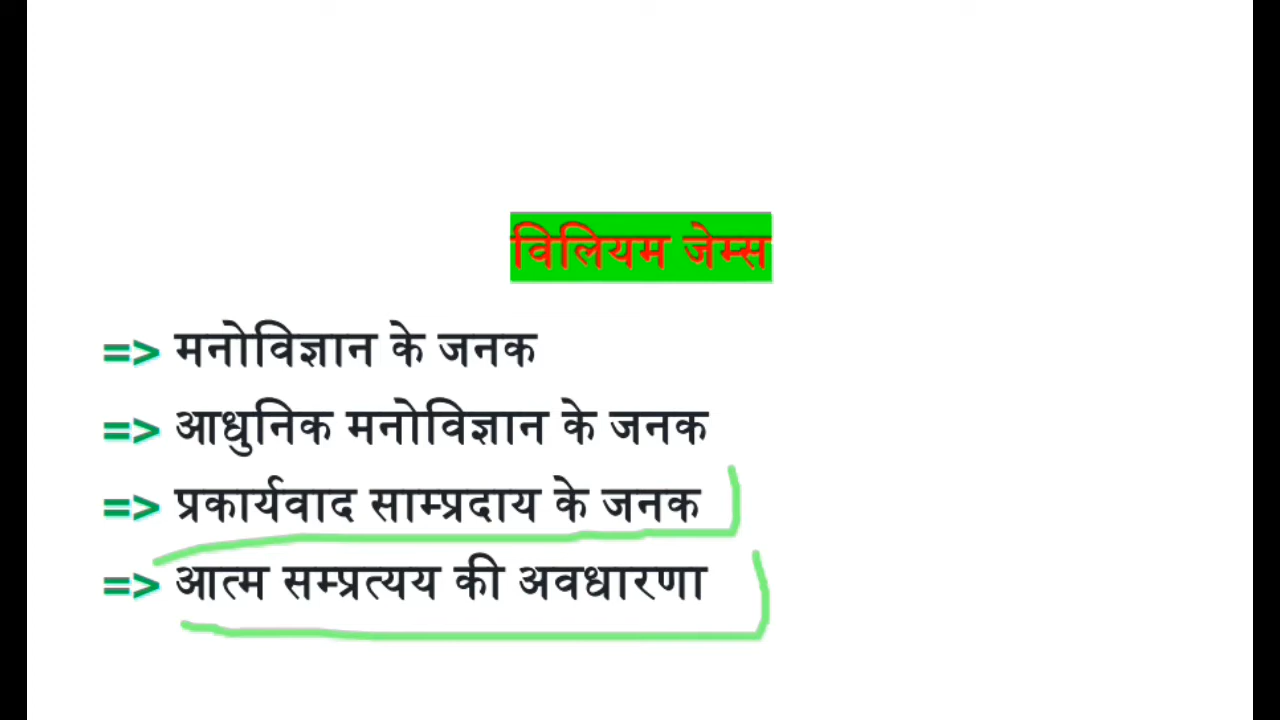 विलियम जेम्स
=> मनोविज्ञान के जनक
=> आधुनिक मनोविज्ञान के जनक
=> प्रकार्यवाद साम्प्रदाय के जनक
=> आत्म सम्प्रत्यय की अवधारणा